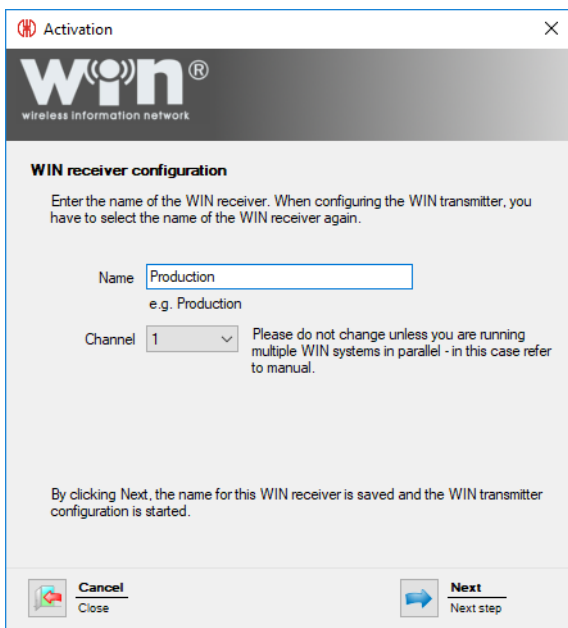 Activation
WIN®
wireless information network
WIN receiver configuration
Enter the name of the WIN receiver. When configuring the WIN transmitter, you
have to select the name of the WIN receiver again.
Name Production
e.g. Production
Channel 1 Please do not change unless you are running
multiple WIN systems in parallel - in this case refer
to manual.
By clicking Next, the name for this WIN receiver is saved and the WIN transmitter
configuration is started.
Cancel Next
Close Next step